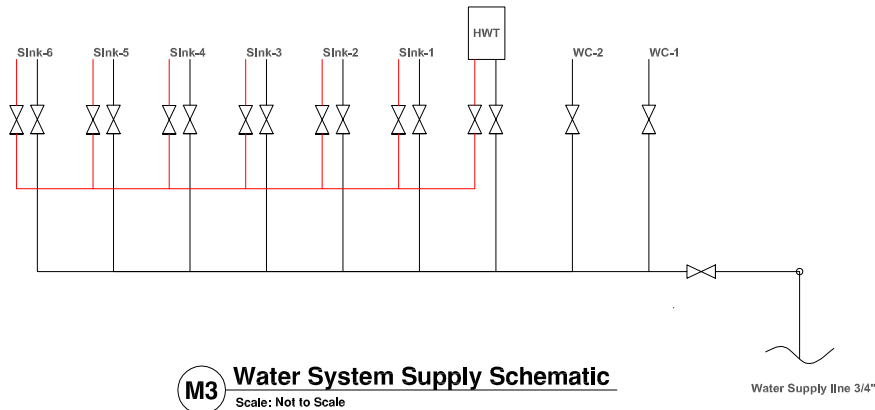 HWT
SInk-6 SInk-5 SInk-4 SInk-3 SInk-2 SInk-1 WC-2 WC-1
M3 Water System Supply Schematic
Scale: Not to Scale
Water Supply lIne 3/4"